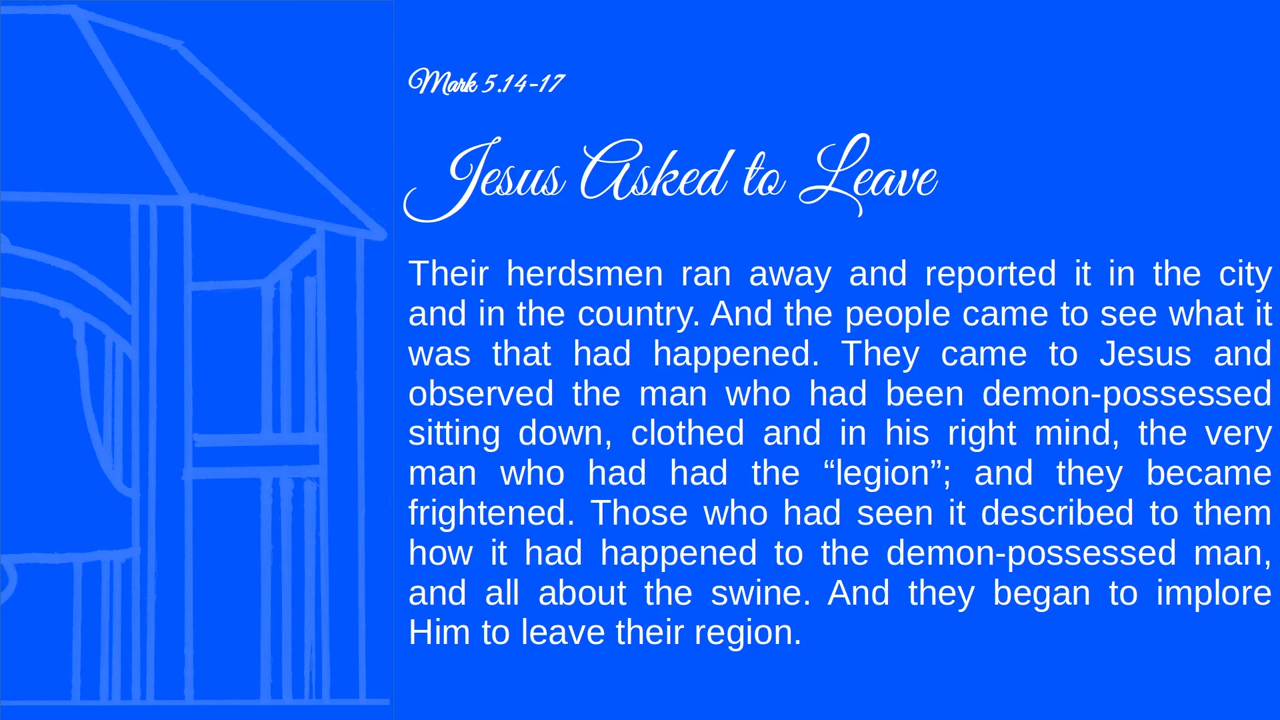 Mark 5.14-17
Jesus Asked to Leave
Their herdsmen ran away and reported it in the city
and in the country. And the people came to see what it
was that had happened. They came to Jesus and
observed the man who had been demon-possessed
sitting down, clothed and in his right mind, the very
man who had had the “legion”; and they became
frightened. Those who had seen it described to them
how it had happened to the demon-possessed man,
and all about the swine. And they began to implore
Him to leave their region.